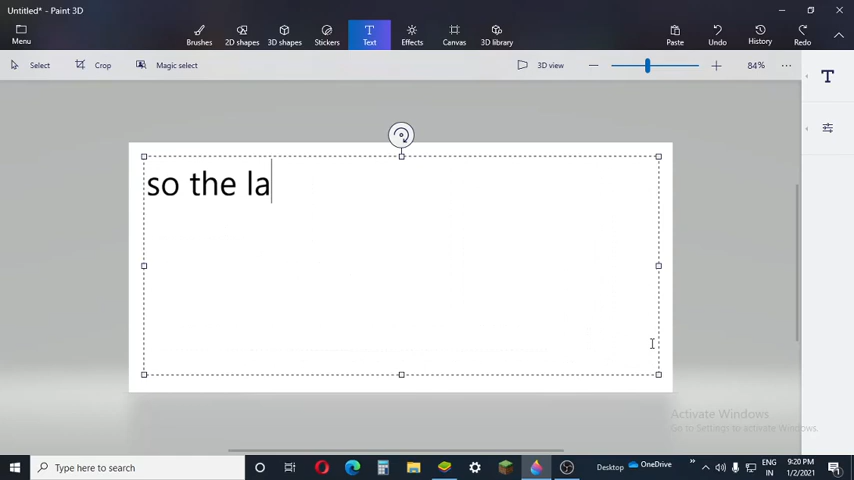 Untitled* - Paint 3D
Menu
Brushes
2D shapes
3D shapes
Stickers
Text
Effects
Canvas
3D library
Paste
Undo
History
Redo
Select
Crop
Magic select
3D view
84%
T
so the la
Activate Windows
Go to Settings to activate Windows.
Type here to search
Desktop
OneDrive
ENG
IN
9:20 PM
1/2/2021